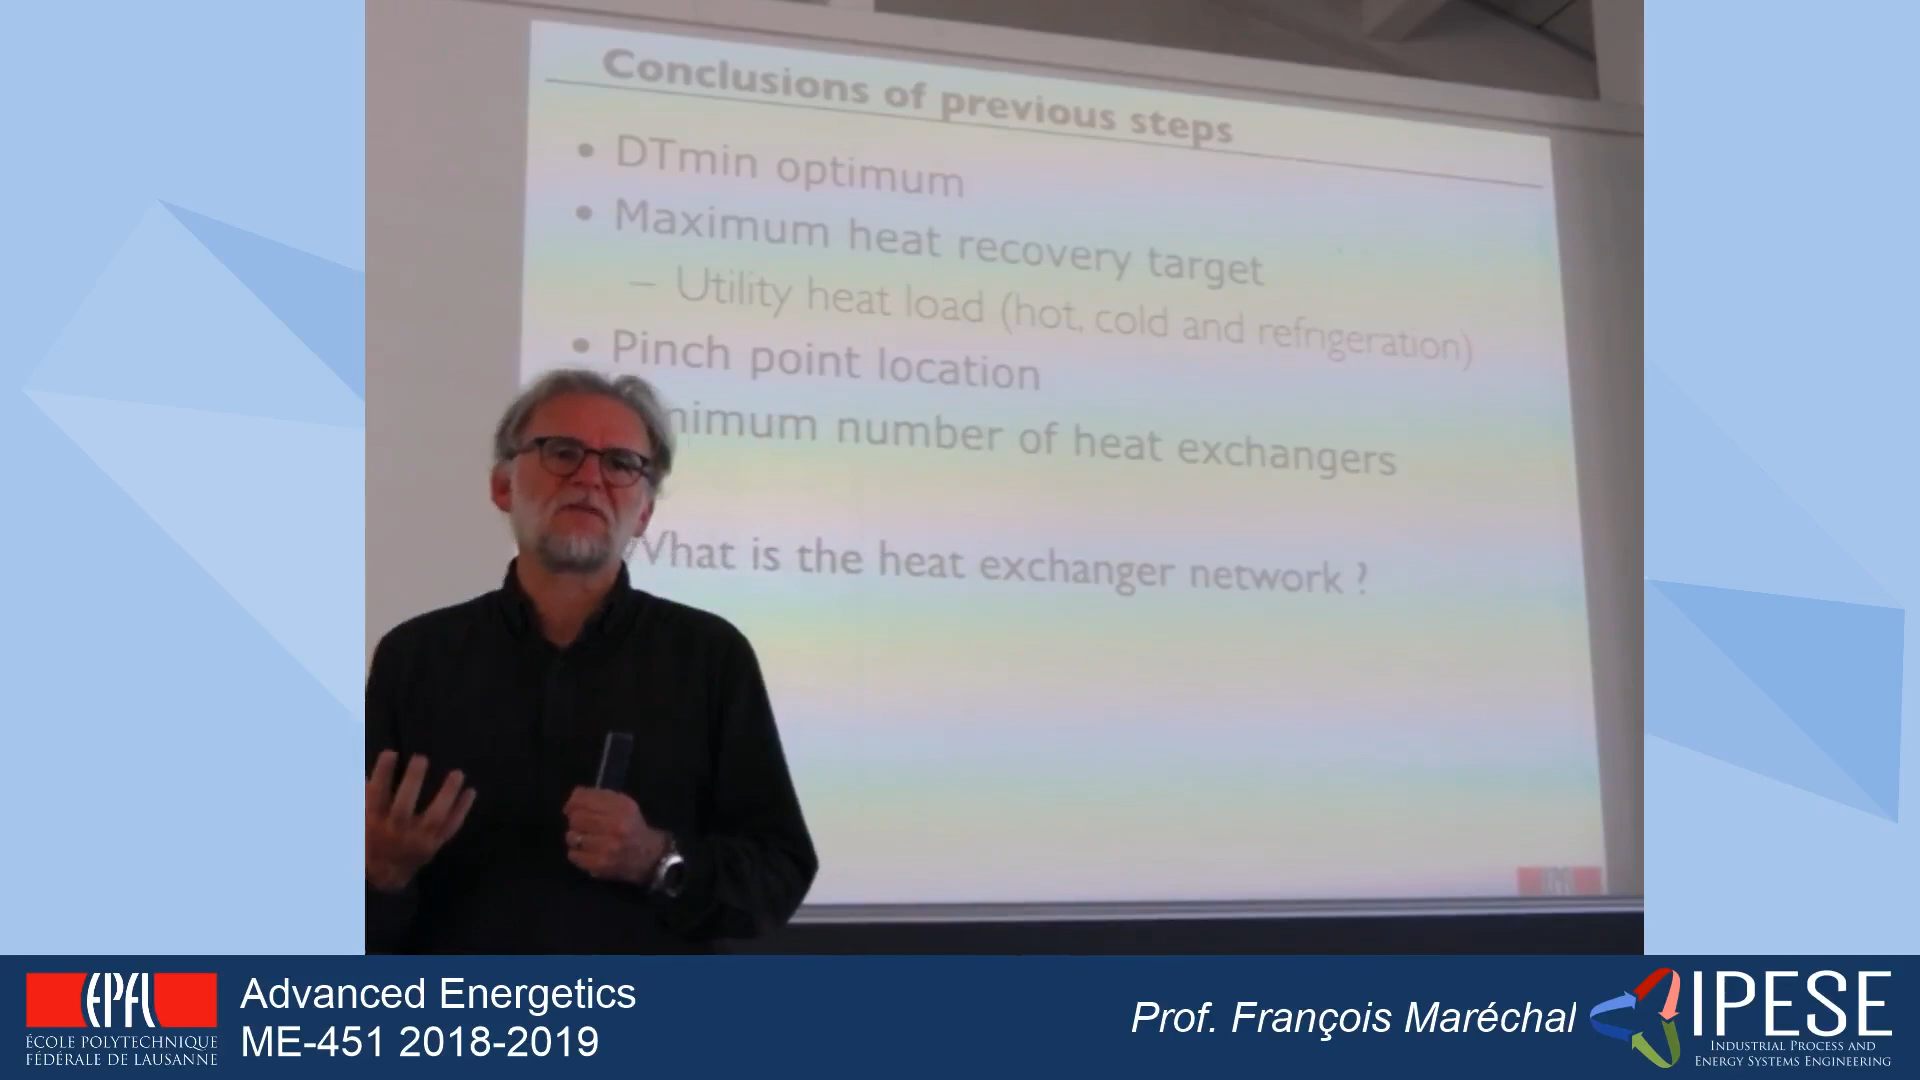 Conclusions of previous steps
• DTmin optimum
• Maximum heat recovery target
– Utility heat load (hot, cold and refrigeration)
• Pinch point location
nimum number of heat exchangers
What is the heat exchanger network ?
EPFL
EPFL
ÉCOLE POLYTECHNIQUE
FÉDÉRALE DE LAUSANNE
Advanced Energetics
ME-451 2018-2019
Prof. François Maréchal
IPESE
INDUSTRIAL PROCESS AND
ENERGY SYSTEMS ENGINEERING